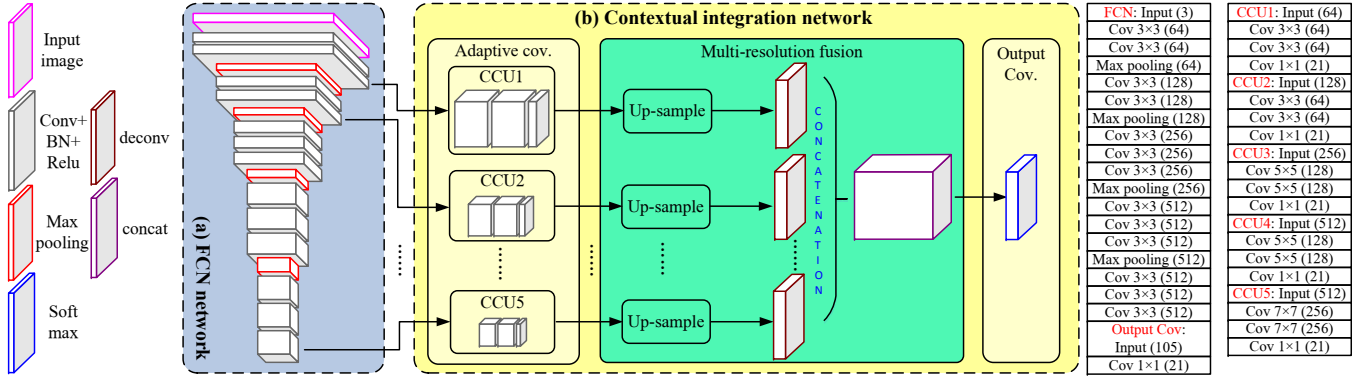 Input
image
Conv+
BN+
Relu
deconv
Max
pooling
concat
Soft
max
(a) FCN network
(b) Contextual integration network
Adaptive cov.
CCU1
CCU2
CCU5
Multi-resolution fusion
Up-sample
Up-sample
Up-sample
CONCATENATION
Output
Cov.
FCN: Input (3)
Cov 3×3 (64)
Cov 3×3 (64)
Max pooling (64)
Cov 3×3 (128)
Cov 3×3 (128)
Max pooling (128)
Cov 3×3 (256)
Cov 3×3 (256)
Cov 3×3 (256)
Max pooling (256)
Cov 3×3 (512)
Cov 3×3 (512)
Cov 3×3 (512)
Max pooling (512)
Cov 3×3 (512)
Cov 3×3 (512)
Cov 3×3 (512)
Output Cov:
Input (105)
Cov 1×1 (21)
CCU1: Input (64)
Cov 3×3 (64)
Cov 3×3 (64)
Cov 1×1 (21)
CCU2: Input (128)
Cov 3×3 (64)
Cov 3×3 (64)
Cov 1×1 (21)
CCU3: Input (256)
Cov 5×5 (128)
Cov 5×5 (128)
Cov 1×1 (21)
CCU4: Input (512)
Cov 5×5 (128)
Cov 5×5 (128)
Cov 1×1 (21)
CCU5: Input (512)
Cov 7×7 (256)
Cov 7×7 (256)
Cov 1×1 (21)